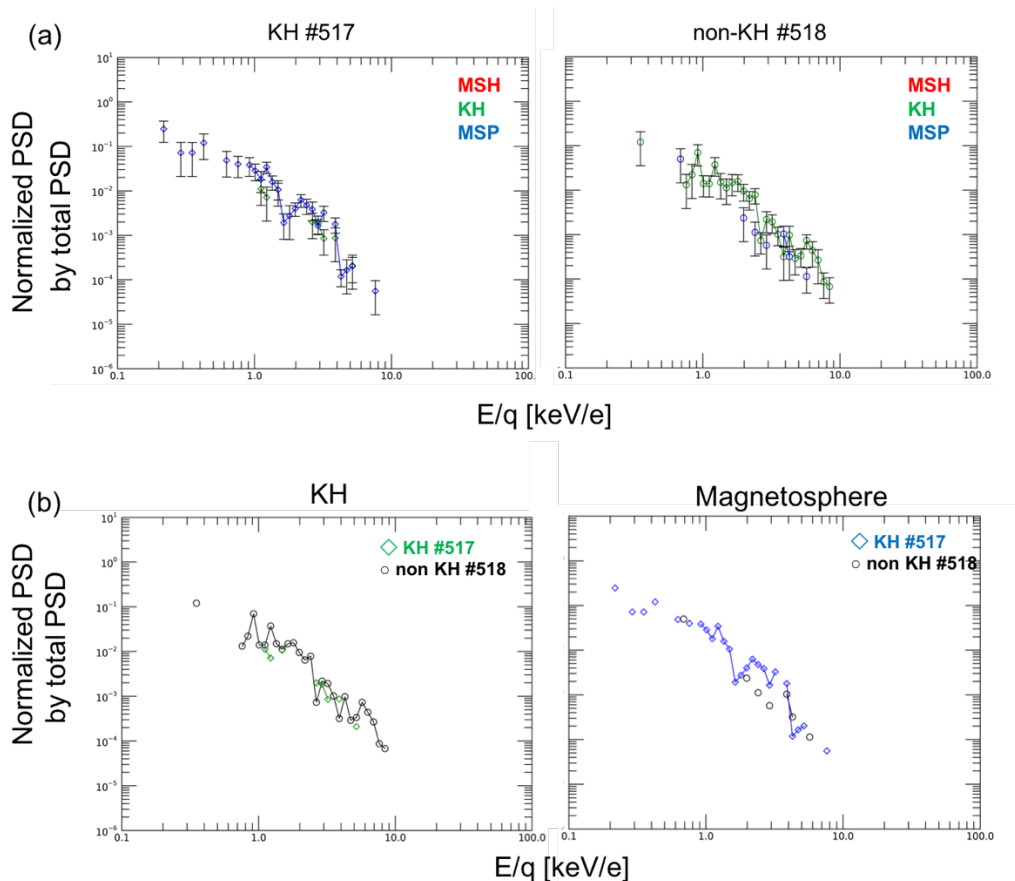 (a)
KH #517
non-KH #518
Normalized PSD
by total PSD
10¹
10⁰
10⁻¹
10⁻²
10⁻³
10⁻⁴
10⁻⁵
10⁻⁶
MSH
KH
MSP
MSH
KH
MSP
0.1 1.0 10.0 100.
0.1 1.0 10.0 100.0
E/q [keV/e]
(b)
KH
Magnetosphere
Normalized PSD
by total PSD
10¹
10⁰
10⁻¹
10⁻²
10⁻³
10⁻⁴
10⁻⁵
10⁻⁶
KH #517
non KH #518
KH #517
non KH #518
0.1 1.0 10.0 100.
0.1 1.0 10.0 100.0
E/q [keV/e]